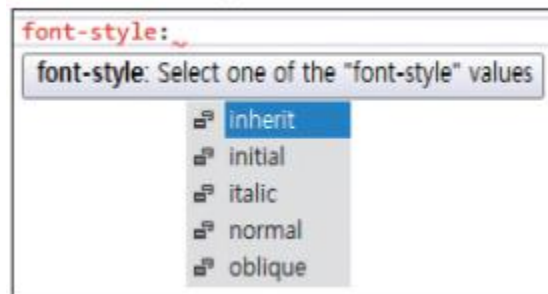 font-style:
font-style: Select one of the "font-style" values
inherit
initial
italic
normal
oblique